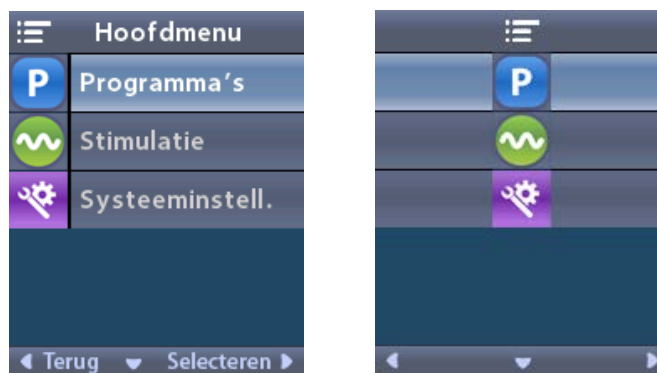 Hoofdmenu
P Programma's
Stimulatie
Systeeminstell.
Terug Selecteren
P